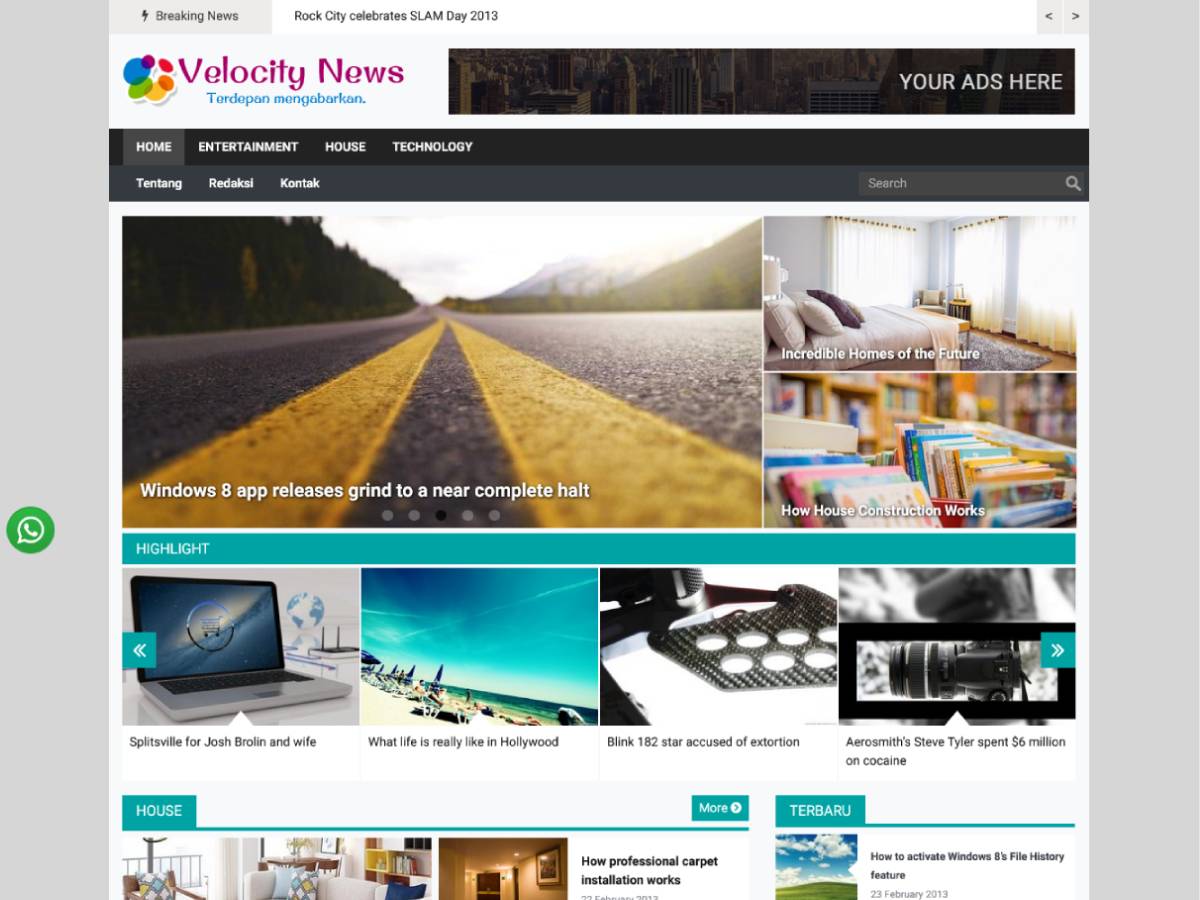 Breaking News
Rock City celebrates SLAM Day 2013
< >
Velocity News
Terdepan mengabarkan.
YOUR ADS HERE
HOME ENTERTAINMENT HOUSE TECHNOLOGY
Tentang Redaksi Kontak
Search
Windows 8 app releases grind to a near complete halt
Incredible Homes of the Future
How House Construction Works
HIGHLIGHT
Splitsville for Josh Brolin and wife
What life is really like in Hollywood
Blink 182 star accused of extortion
Aerosmith's Steve Tyler spent $6 million
on cocaine
HOUSE
More
How professional carpet
installation works
22 February 2013
TERBARU
How to activate Windows 8's File History
feature
23 February 2013